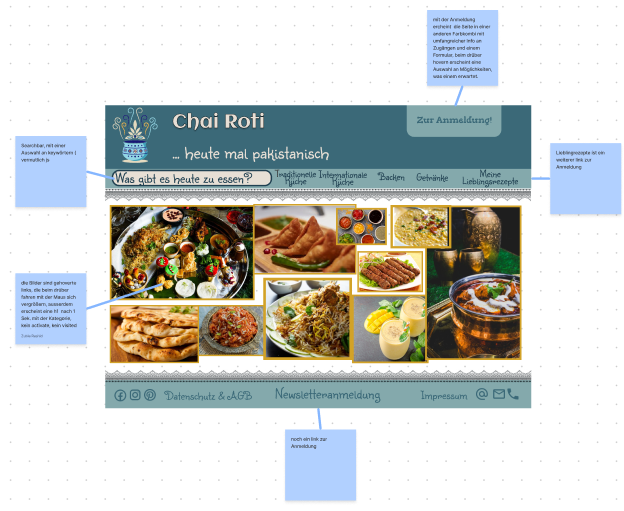 mit der Anmeldung
ercheint die Seite in einer
anderen Farbkombi mit
umfangreicher info an
Zugängen und einem
Formular, beim drüber
hovern erscheint eine
Auswahl an Möglichkeiten,
was einem erwartet.
Chai Roti
Zur Anmeldung!
... heute mal pakistanisch
Searchbar, mit einer
Auswahl an keywörtern (
vermutlich js
Lieblingsrezepte ist ein
weiterer link zur
Anmeldung
Was gibt es heute zu essen?
Traditionelle
Küche
Internationale
Küche
Backen
Getränke
Meine
Lieblingsrezepte
die Bilder sind gehoverte
links, die beim drüber
fahren mit der Maus sich
vergrößern, ausserdem
erscheint eine h1 nach 1
Sek. mit der Kategorie,
kein activate, kein visited
Datenschutz & AGB
Newsletteranmeldung
Impressum
noch ein link zur
Anmeldung